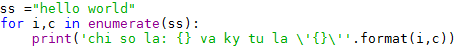 ss ="hello world"
for i,c in enumerate(ss):
    print('chi so la: {} va ky tu la \'{}\''.format(i,c))